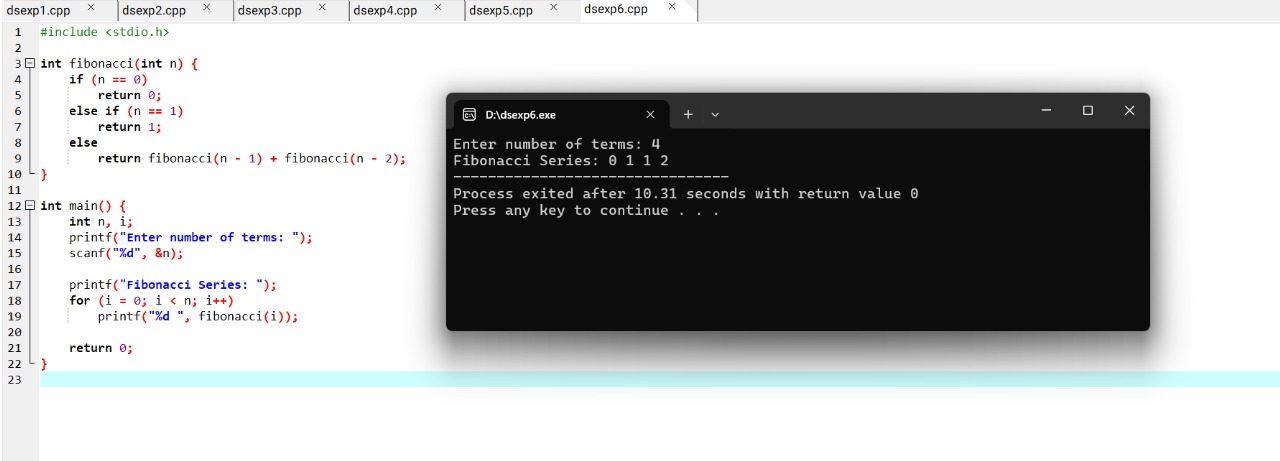 dsexp1.cpp dsexp2.cpp dsexp3.cpp dsexp4.cpp dsexp5.cpp dsexp6.cpp
1 #include <stdio.h>
2
3 int fibonacci(int n) {
4 if (n == 0)
5 return 0;
6 else if (n == 1)
7 return 1;
8 else
9 return fibonacci(n - 1) + fibonacci(n - 2);
10 }
11
12 int main() {
13 int n, i;
14 printf("Enter number of terms: ");
15 scanf("%d", &n);
16
17 printf("Fibonacci Series: ");
18 for (i = 0; i < n; i++)
19 printf("%d ", fibonacci(i));
20
21 return 0;
22 }
23
D:\dsexp6.exe
Enter number of terms: 4
Fibonacci Series: 0 1 1 2
--------------------------------
Process exited after 10.31 seconds with return value 0
Press any key to continue . . .